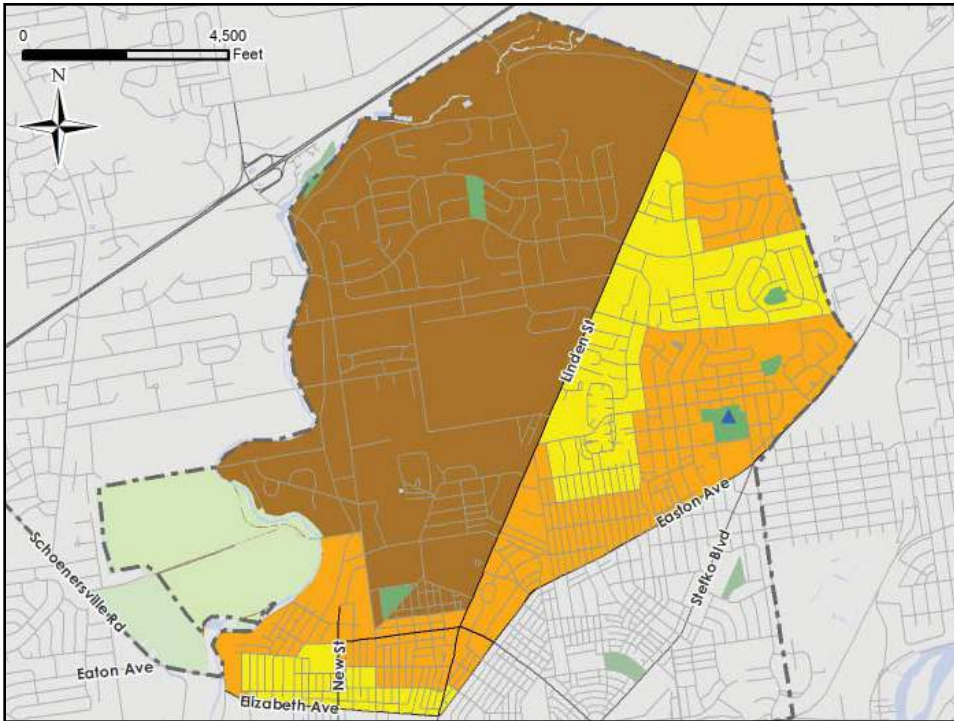 0 4,500
Feet
N
Linden St
Easton Ave
Stefko Blvd
Schoenersville Rd
Eaton Ave
New St
Elizabeth Ave